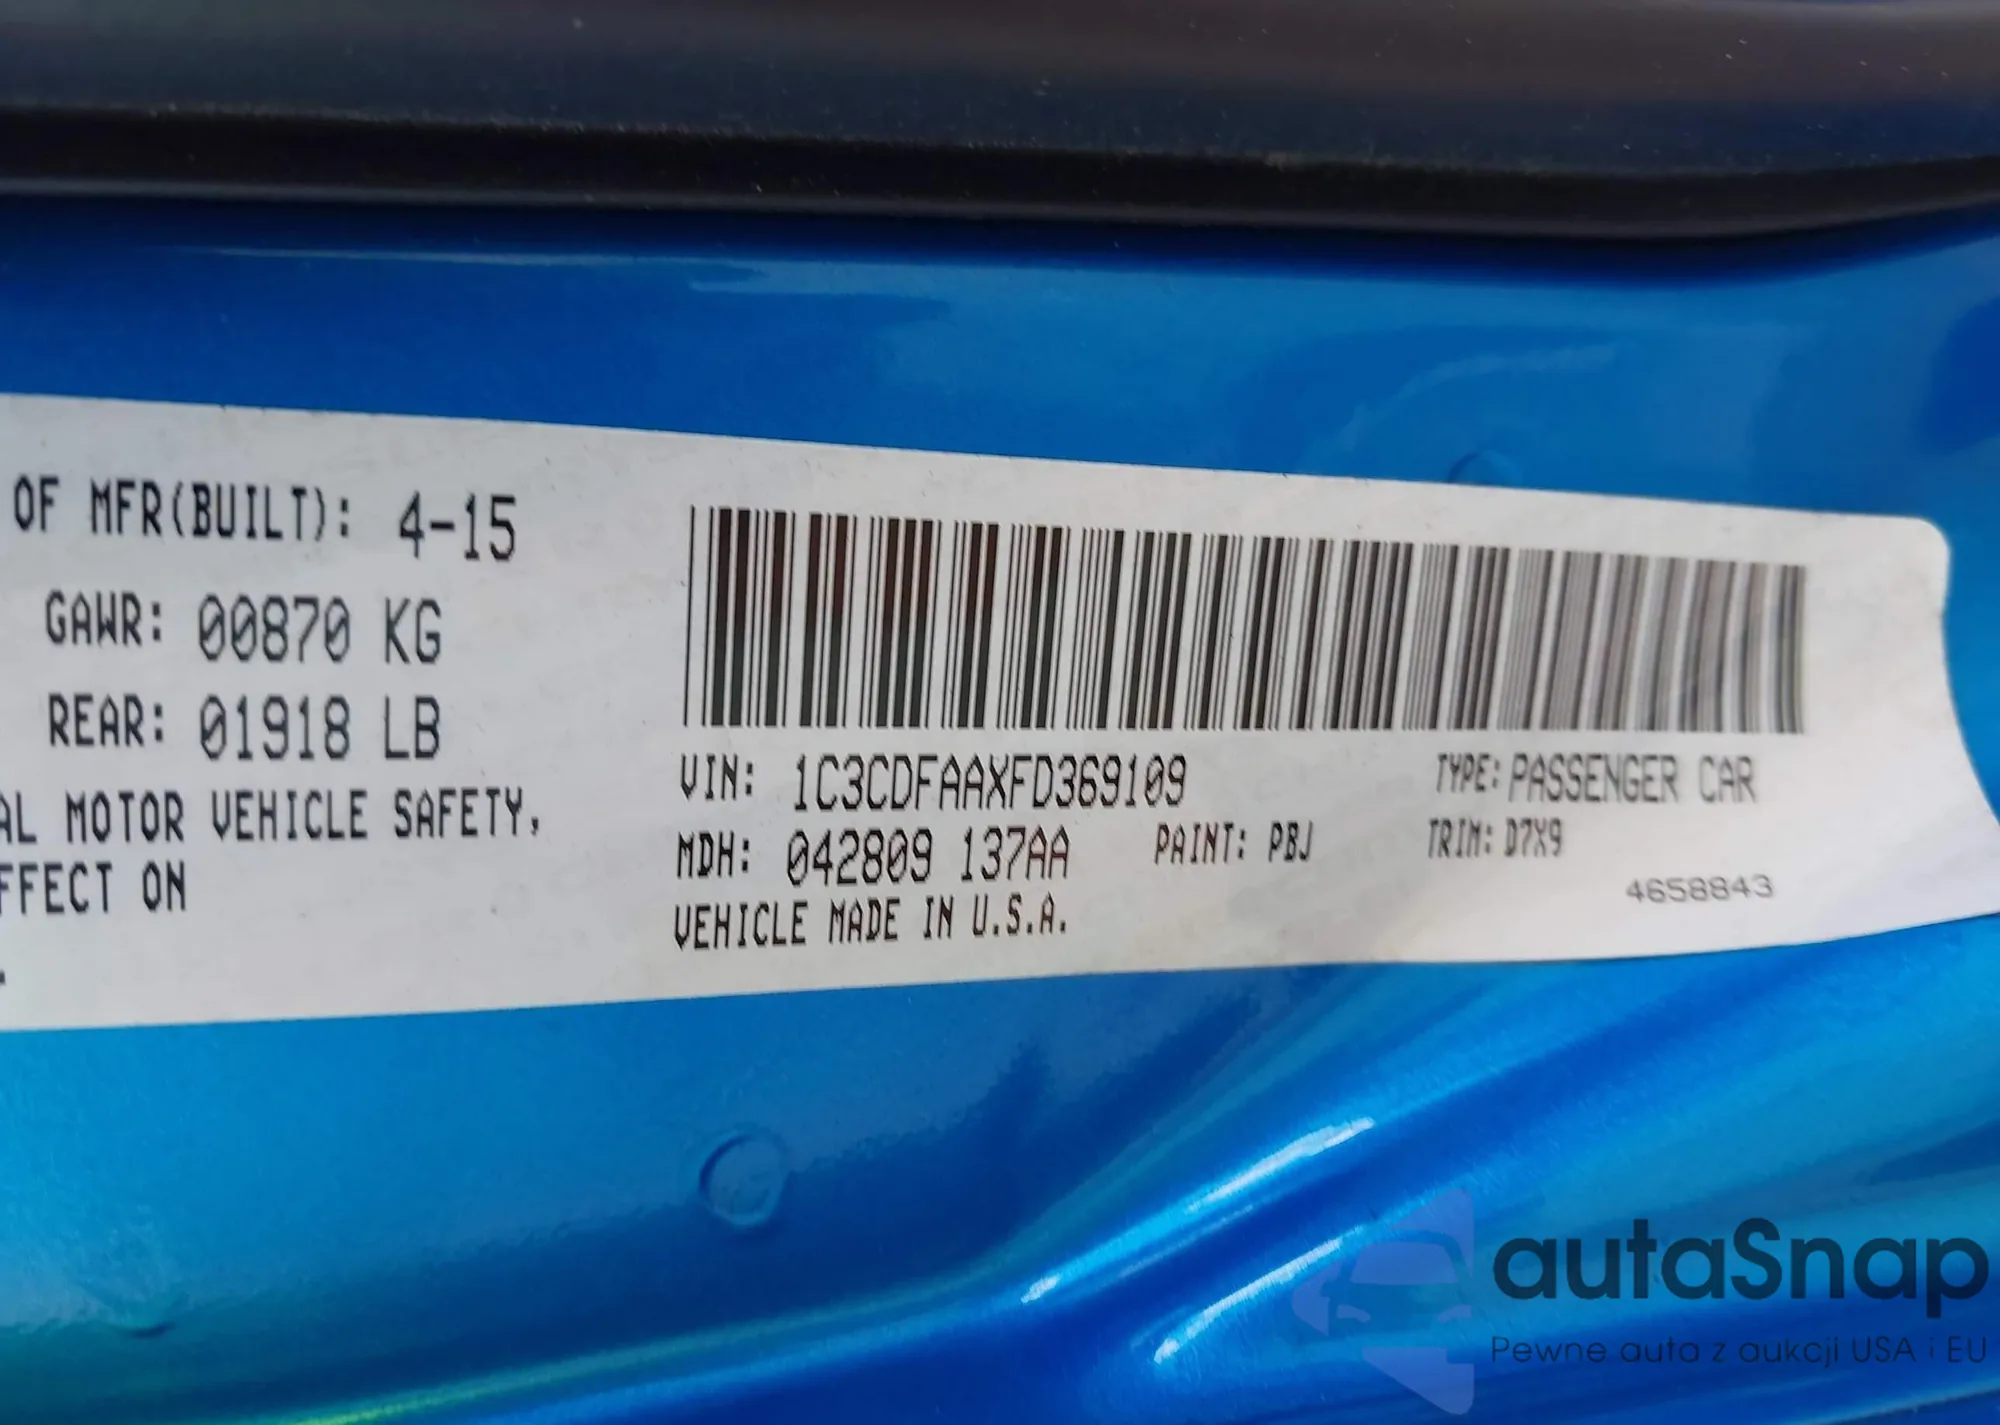 OF MFR(BUILT): 4-15
GAWR: 00870 KG
REAR: 01918 LB
AL MOTOR VEHICLE SAFETY,
FFECT ON
VIN: 1C3CDFAAXFD369109
TYPE: PASSENGER CAR
MDH: 042809 137AA
PAINT: PBJ
TRIM: D7X9
VEHICLE MADE IN U.S.A.
4658843
autaSnap
Pewne auta z aukcji USA i EU